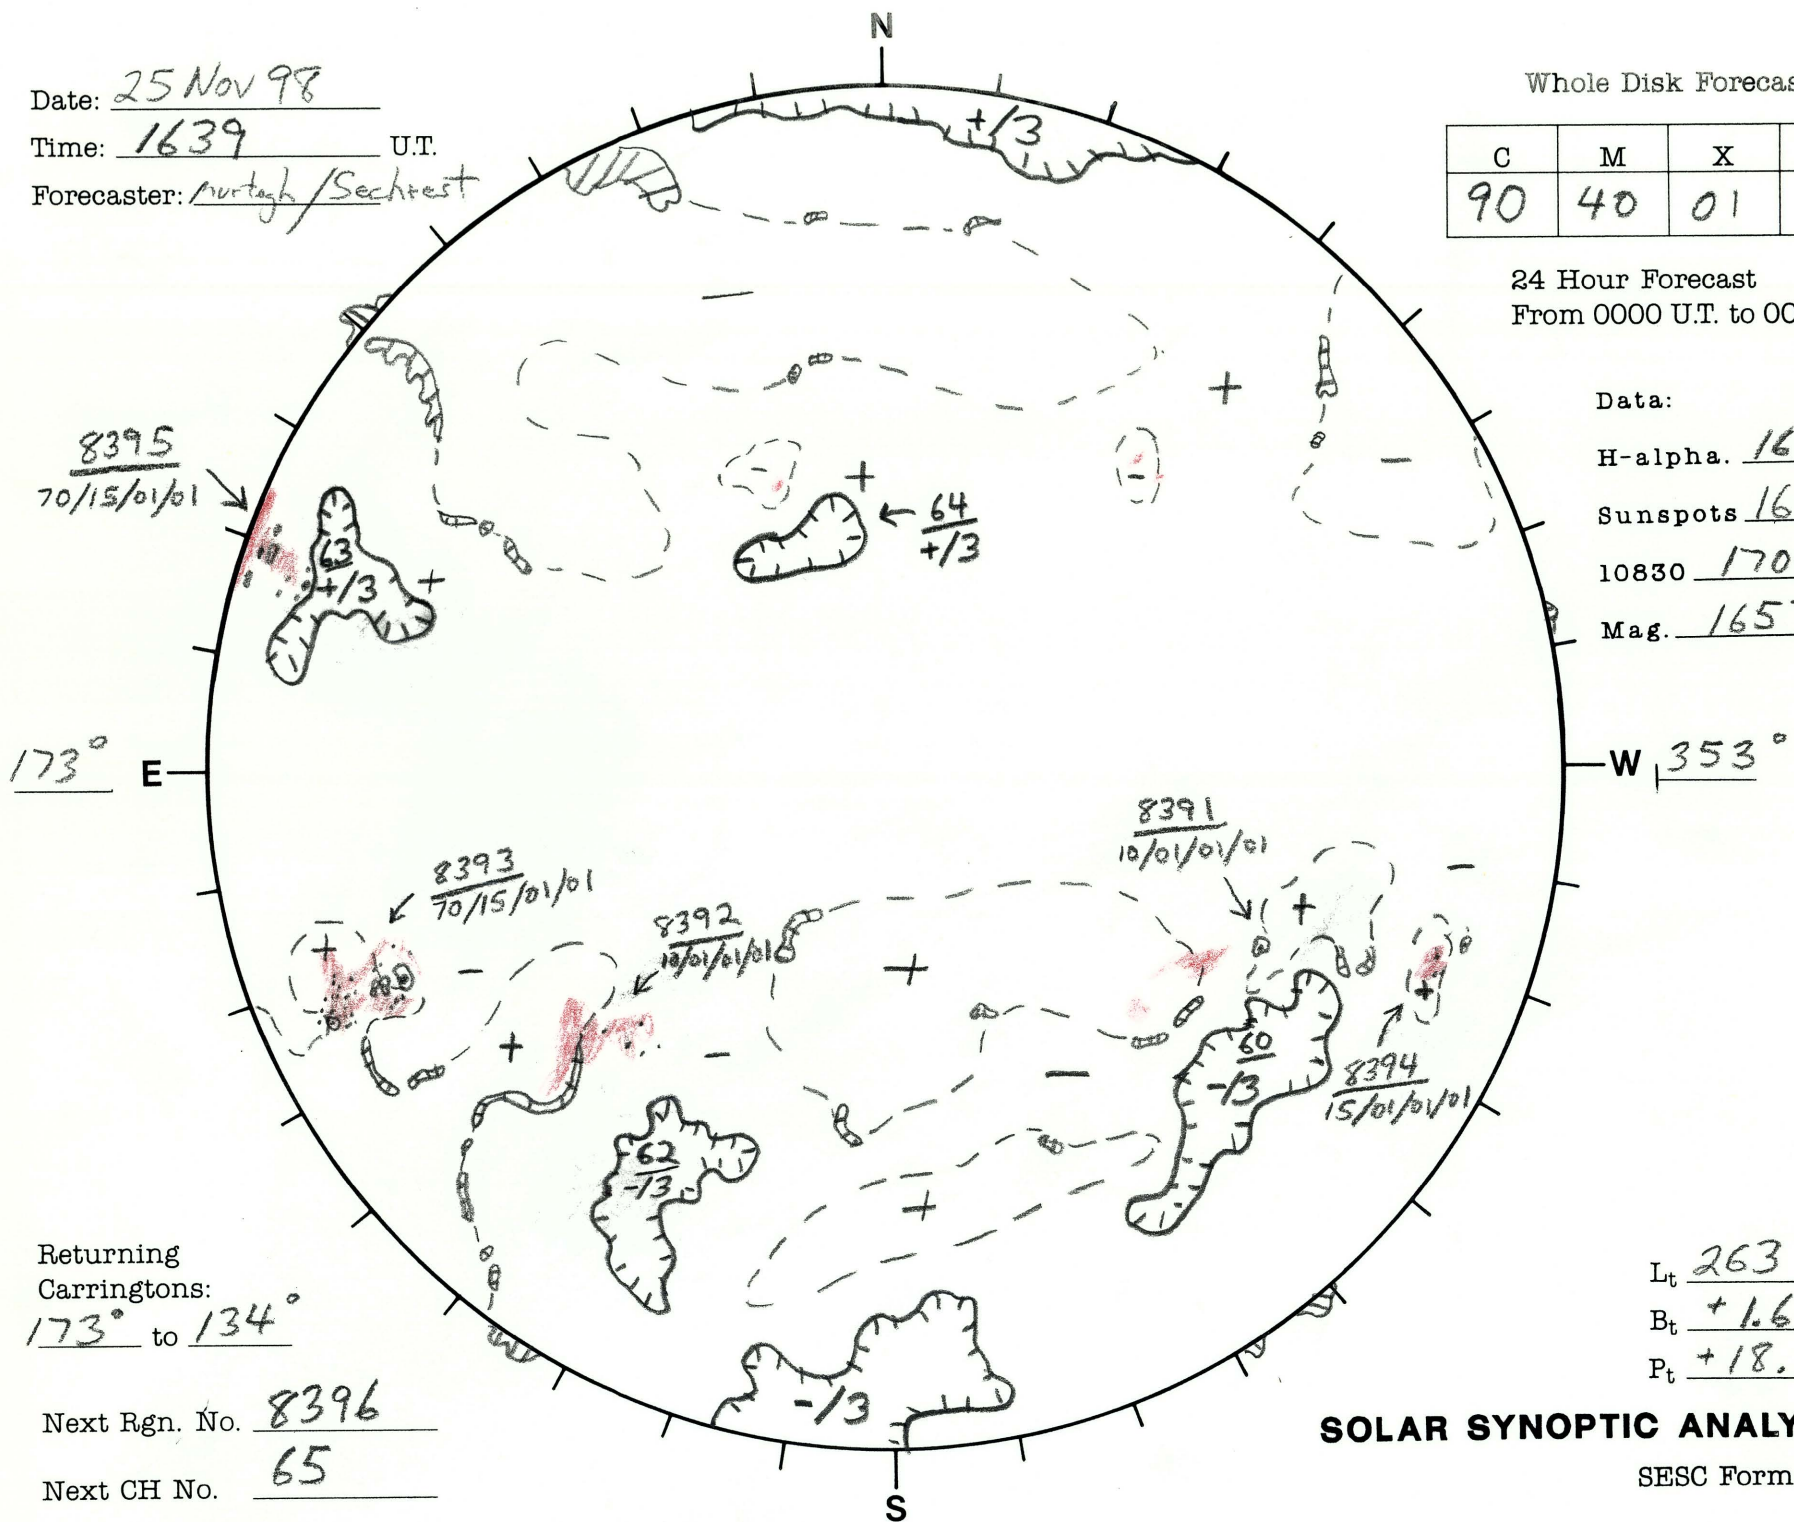 N
Date: 25 Nov 98
Time: 1639 U.T.
Forecaster: Murtagh/Sechrest
Whole Disk Forecas
C M X
90 40 01
24 Hour Forecast
From 0000 U.T. to 00
Data:
H-alpha. 16
Sunspots 16
10830 170
Mag. 165
+/3
-
+
8395
70/15/01/01
-
+
-
-
64
+/3
63
+/3
+
173° E
W 353°
8391
10/01/01/01
8393
70/15/01/01
8392
10/01/01/01
-
+
-
+
-
+
+
-
-
+
60
-/3
8394
15/01/01/01
62
-/3
+
-/3
Returning
Carringtons:
173° to 134°
Next Rgn. No. 8396
Next CH No. 65
Lt 263
Bt +1.6
Pt +18.
SOLAR SYNOPTIC ANALY
SESC Form
S